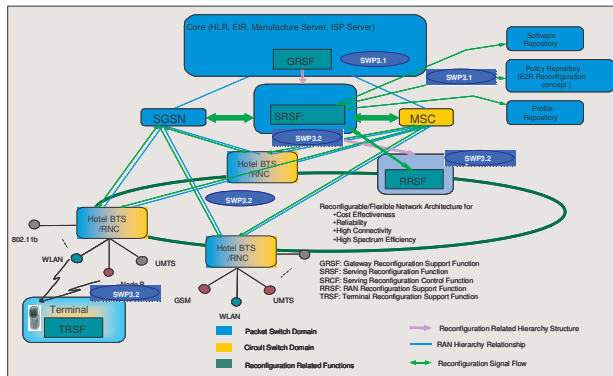 Core (HLR, EIR, Manufacture Server, ISP Server)
GRSF
SWP3.1
Software
Repository
SWP3.1
Policy Repository
(E2R Reconfiguration
concept )
Profile
Repository
SGSN
SRSF;
MSC
SWP3.2
Hotel BTS
/RNC
SWP3.2
RRSF
SWP3.2
Reconfigurable/Flexible Network Architecture for
•Cost Effectiveness
•Reliability
•High Connectivity
•High Spectrum Efficiency
Hotel BTS
/RNC
Hotel BTS
/RNC
802.11b
WLAN
UMTS
Node B
SWP3.2
GSM
WLAN
UMTS
Terminal
TRSF
GRSF: Gateway Reconfiguration Support Function
SRSF: Serving Reconfiguration Function
SRCF: Serving Reconfiguration Control Function
RRSF: RAN Reconfiguration Support Function
TRSF: Terminal Reconfiguration Support Function
Packet Switch Domain
Circuit Switch Domain
Reconfiguration Related Functions
Reconfiguration Related Hierarchy Structure
RAN Hierarchy Relationship
Reconfiguration Signal Flow